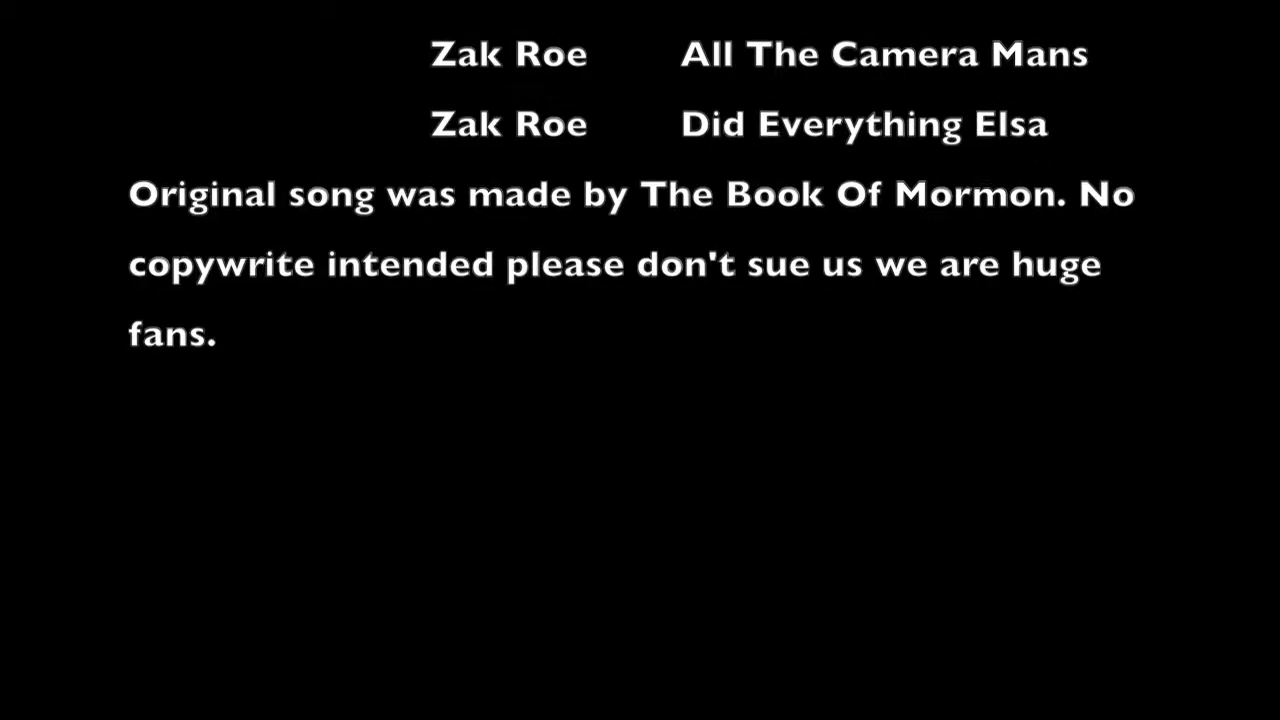 Zak Roe All The Camera Mans
Zak Roe Did Everything Elsa
Original song was made by The Book Of Mormon. No
copywrite intended please don't sue us we are huge
fans.